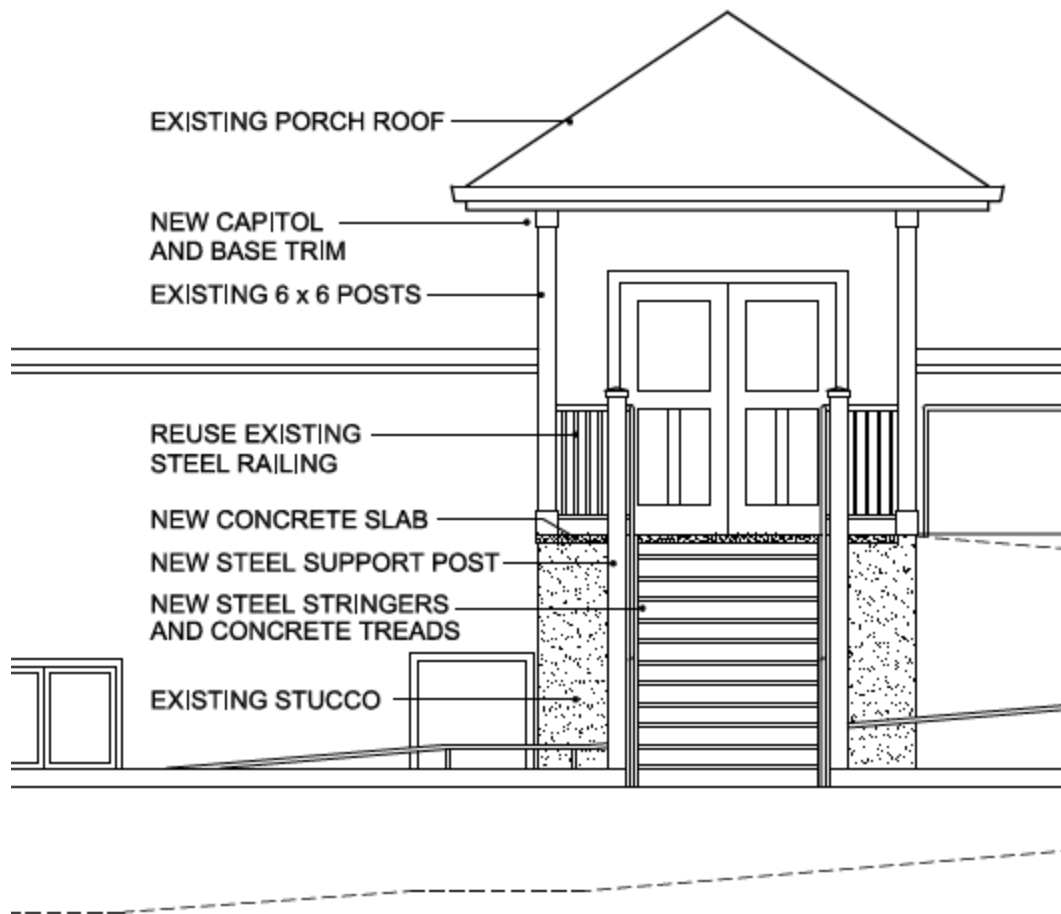 EXISTING PORCH ROOF
NEW CAPITOL
AND BASE TRIM
EXISTING 6 x 6 POSTS
REUSE EXISTING
STEEL RAILING
NEW CONCRETE SLAB
NEW STEEL SUPPORT POST
NEW STEEL STRINGERS
AND CONCRETE TREADS
EXISTING STUCCO